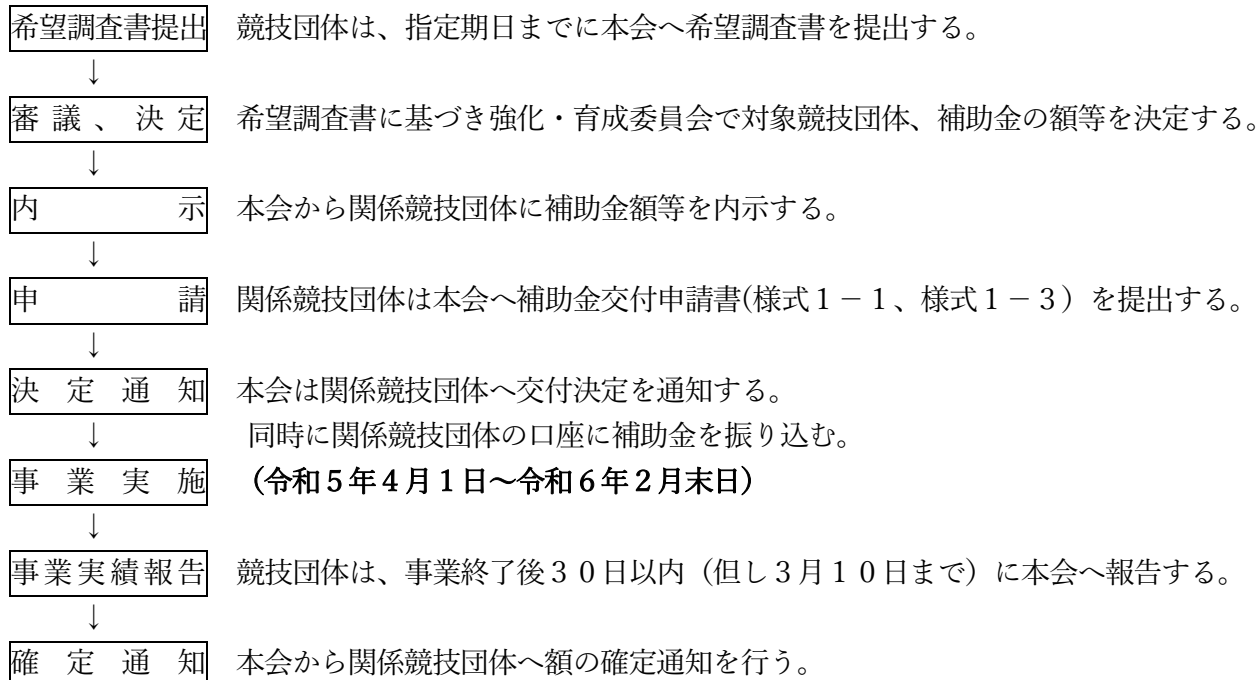 希望調査書提出 競技団体は、指定期日までに本会へ希望調査書を提出する。
↓
審議、決定 希望調査書に基づき強化・育成委員会で対象競技団体、補助金の額等を決定する。
↓
内示 本会から関係競技団体に補助金額等を内示する。
↓
申請 関係競技団体は本会へ補助金交付申請書(様式1-1、様式1-3)を提出する。
↓
決定通知 本会は関係競技団体へ交付決定を通知する。
↓ 同時に関係競技団体の口座に補助金を振り込む。
事業実施 (令和5年4月1日~令和6年2月末日)
↓
事業実績報告 競技団体は、事業終了後30日以内(但し3月10日まで)に本会へ報告する。
↓
確定通知 本会から関係競技団体へ額の確定通知を行う。